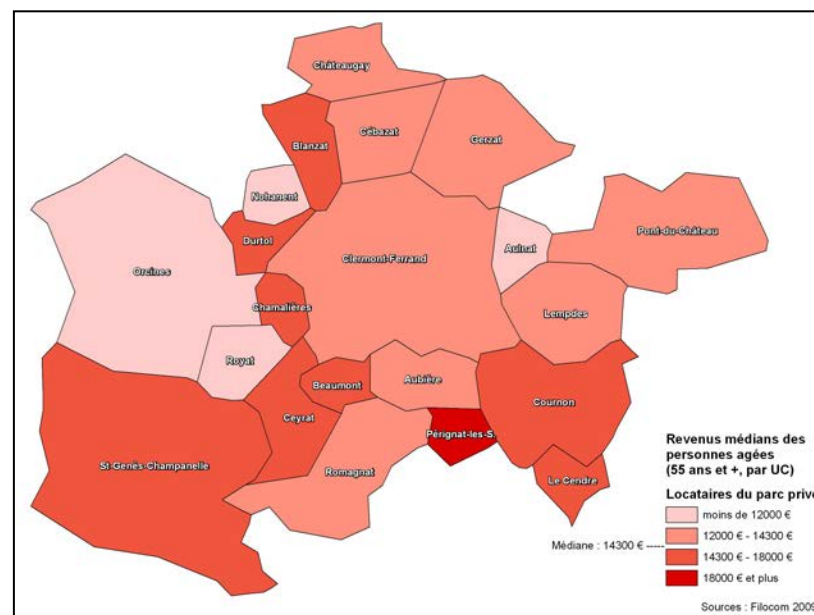 Châteaugay
Cébazat
Gerzat
Blanzat
Nohanent
Durtol
Aulnat
Pont-du-Château
Orcines
Clermont-Ferrand
Chamalières
Lempdes
Royat
Beaumont
Aubière
Cournon
Ceyrat
Pérignat-les-S.
St-Genès-Champanelle
Romagnat
Le Cendre
Revenus médians des
personnes agées
(55 ans et +, par UC)
Locataires du parc privé
moins de 12000 €
12000 € - 14300 €
Médiane : 14300 € -----
14300 € - 18000 €
18000 € et plus
Sources : Filocom 2009